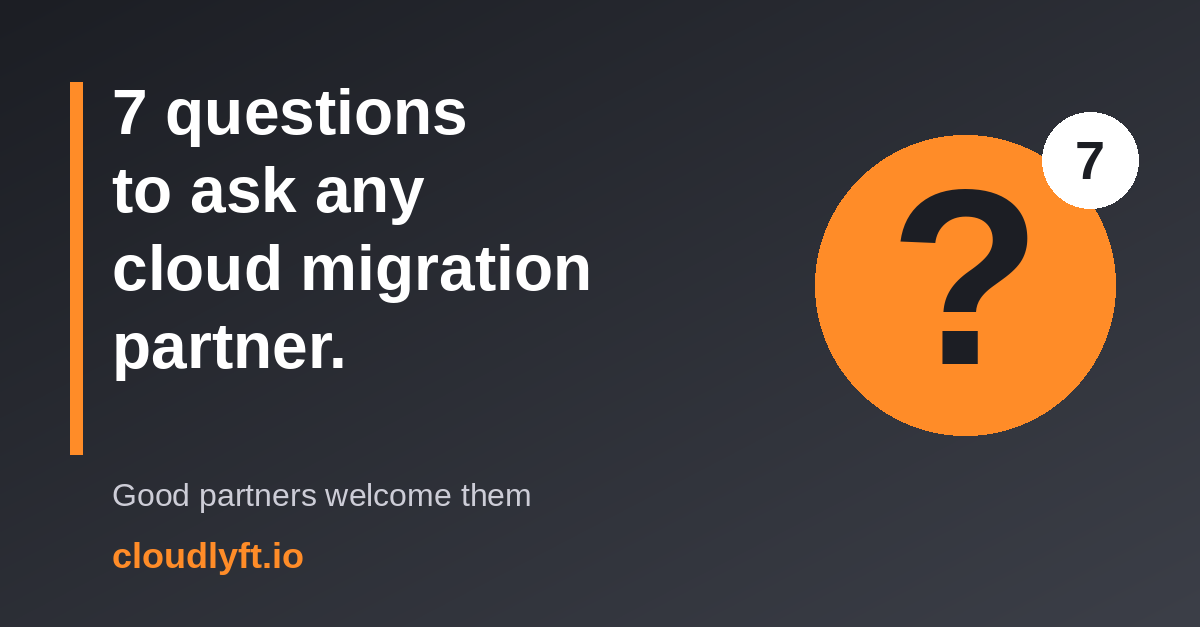 7 questions
to ask any
cloud migration
partner.
Good partners welcome them
cloudlyft.io
?
7